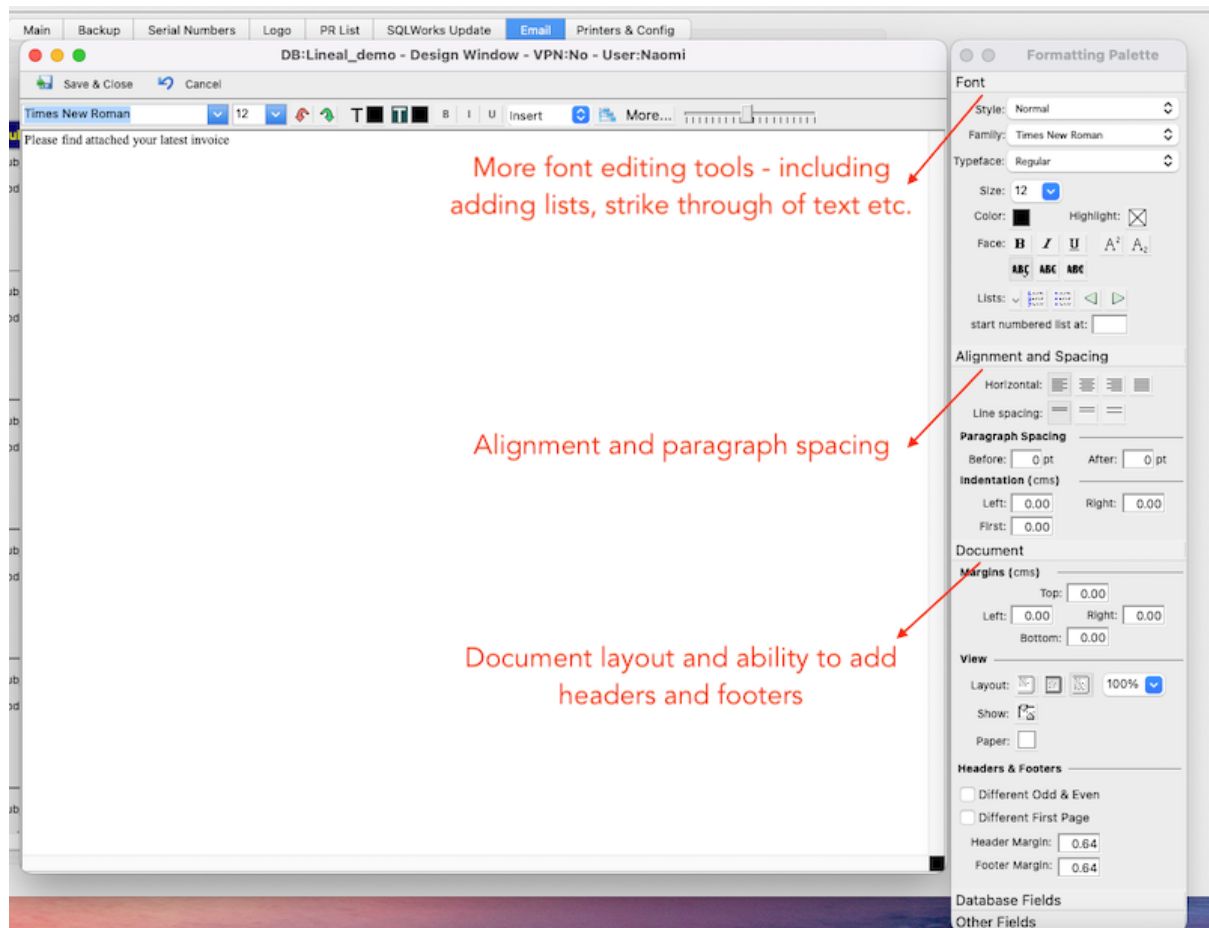 Main Backup Serial Numbers Logo PR List SQLWorks Update Email Printers & Config
DB:Lineal_demo - Design Window - VPN:No - User:Naomi
Save & Close Cancel
Times New Roman 12 T T B I U Insert More...
Please find attached your latest invoice
More font editing tools - including
adding lists, strike through of text etc.
Alignment and paragraph spacing
Document layout and ability to add
headers and footers
Formatting Palette
Font
Style: Normal
Family: Times New Roman
Typeface: Regular
Size: 12
Color: Highlight:
Face: B I U A² A₂
ABC ABC ABC
Lists:
start numbered list at:
Alignment and Spacing
Horizontal:
Line spacing:
Paragraph Spacing
Before: 0 pt After: 0 pt
Indentation (cms)
Left: 0.00 Right: 0.00
First: 0.00
Document
Margins (cms)
Top: 0.00
Left: 0.00 Right: 0.00
Bottom: 0.00
View
Layout: 100%
Show:
Paper:
Headers & Footers
Different Odd & Even
Different First Page
Header Margin: 0.64
Footer Margin: 0.64
Database Fields
Other Fields